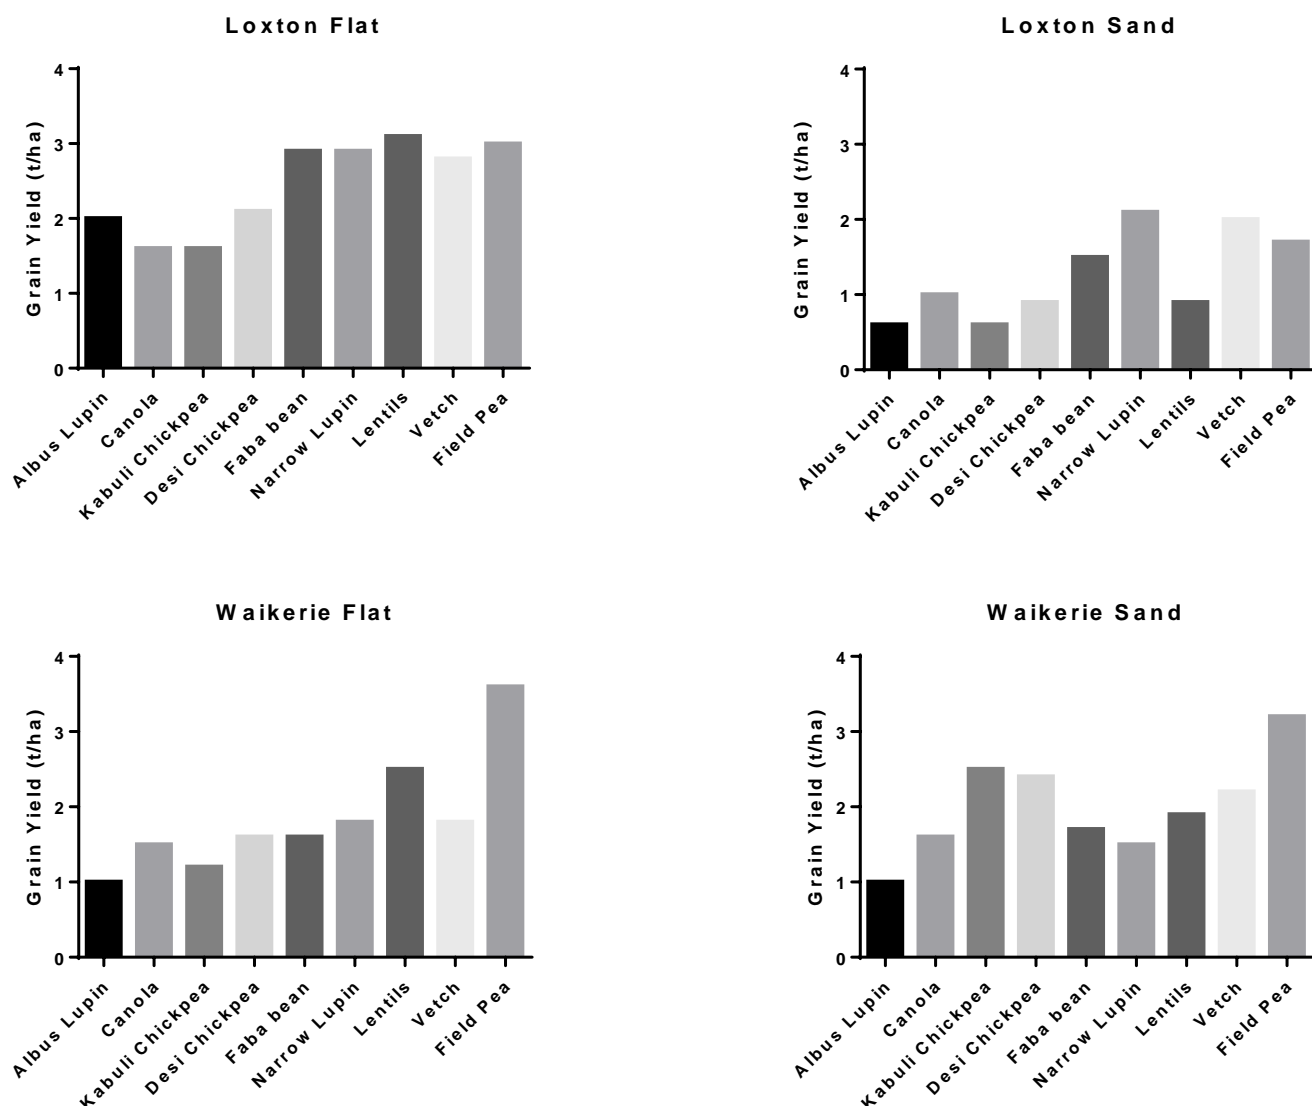 Loxton Flat
Grain Yield (t/ha)
4
3
2
1
0
Albus Lupin
Canola
Kabuli Chickpea
Desi Chickpea
Faba bean
Narrow Lupin
Lentils
Vetch
Field Pea
Loxton Sand
Grain Yield (t/ha)
4
3
2
1
0
Albus Lupin
Canola
Kabuli Chickpea
Desi Chickpea
Faba bean
Narrow Lupin
Lentils
Vetch
Field Pea
Waikerie Flat
Grain Yield (t/ha)
4
3
2
1
0
Albus Lupin
Canola
Kabuli Chickpea
Desi Chickpea
Faba bean
Narrow Lupin
Lentils
Vetch
Field Pea
Waikerie Sand
Grain Yield (t/ha)
4
3
2
1
0
Albus Lupin
Canola
Kabuli Chickpea
Desi Chickpea
Faba bean
Narrow Lupin
Lentils
Vetch
Field Pea